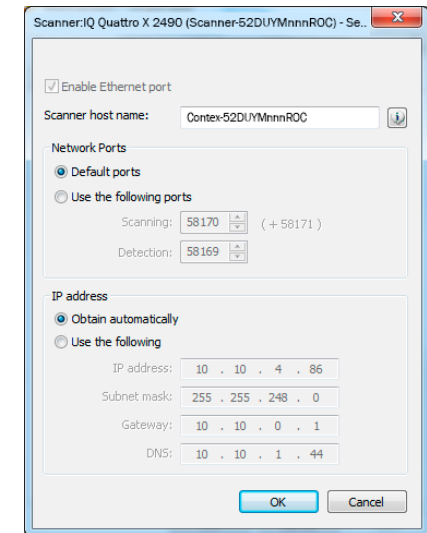 Scanner:IQ Quattro X 2490 (Scanner-52DUYMnnnROC) - Se..
Enable Ethernet port
Scanner host name: Contex-52DUYMnnnROC
Network Ports
Default ports
Use the following ports
Scanning: 58170 ( + 58171 )
Detection: 58169
IP address
Obtain automatically
Use the following
IP address: 10 . 10 . 4 . 86
Subnet mask: 255 . 255 . 248 . 0
Gateway: 10 . 10 . 0 . 1
DNS: 10 . 10 . 1 . 44
OK Cancel